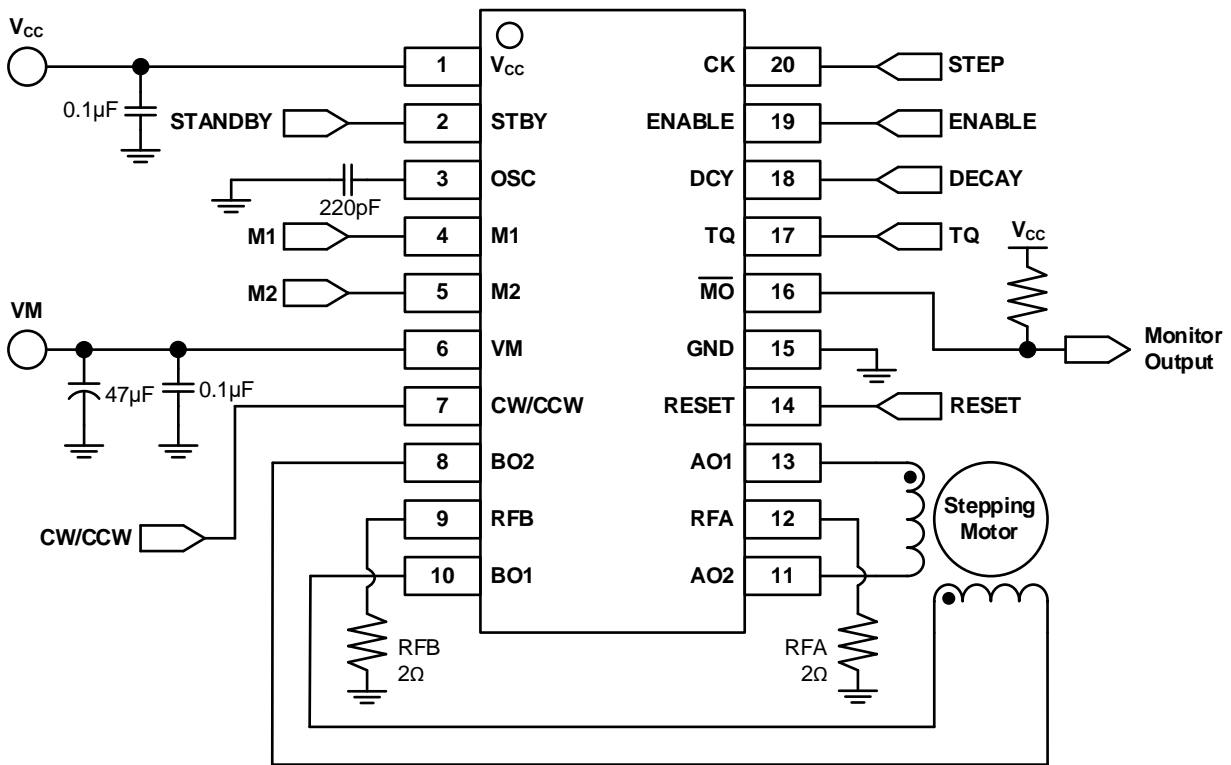 VCC
0.1µF
STANDBY
220pF
M1
M2
VM
47µF
0.1µF
CW/CCW
1 VCC
2 STBY
3 OSC
4 M1
5 M2
6 VM
7 CW/CCW
8 BO2
9 RFB
10 BO1
CK 20
ENABLE 19
DCY 18
TQ 17
MO 16
GND 15
RESET 14
AO1 13
RFA 12
AO2 11
STEP
ENABLE
DECAY
TQ
VCC
Monitor
Output
RESET
Stepping
Motor
RFB
2Ω
RFA
2Ω